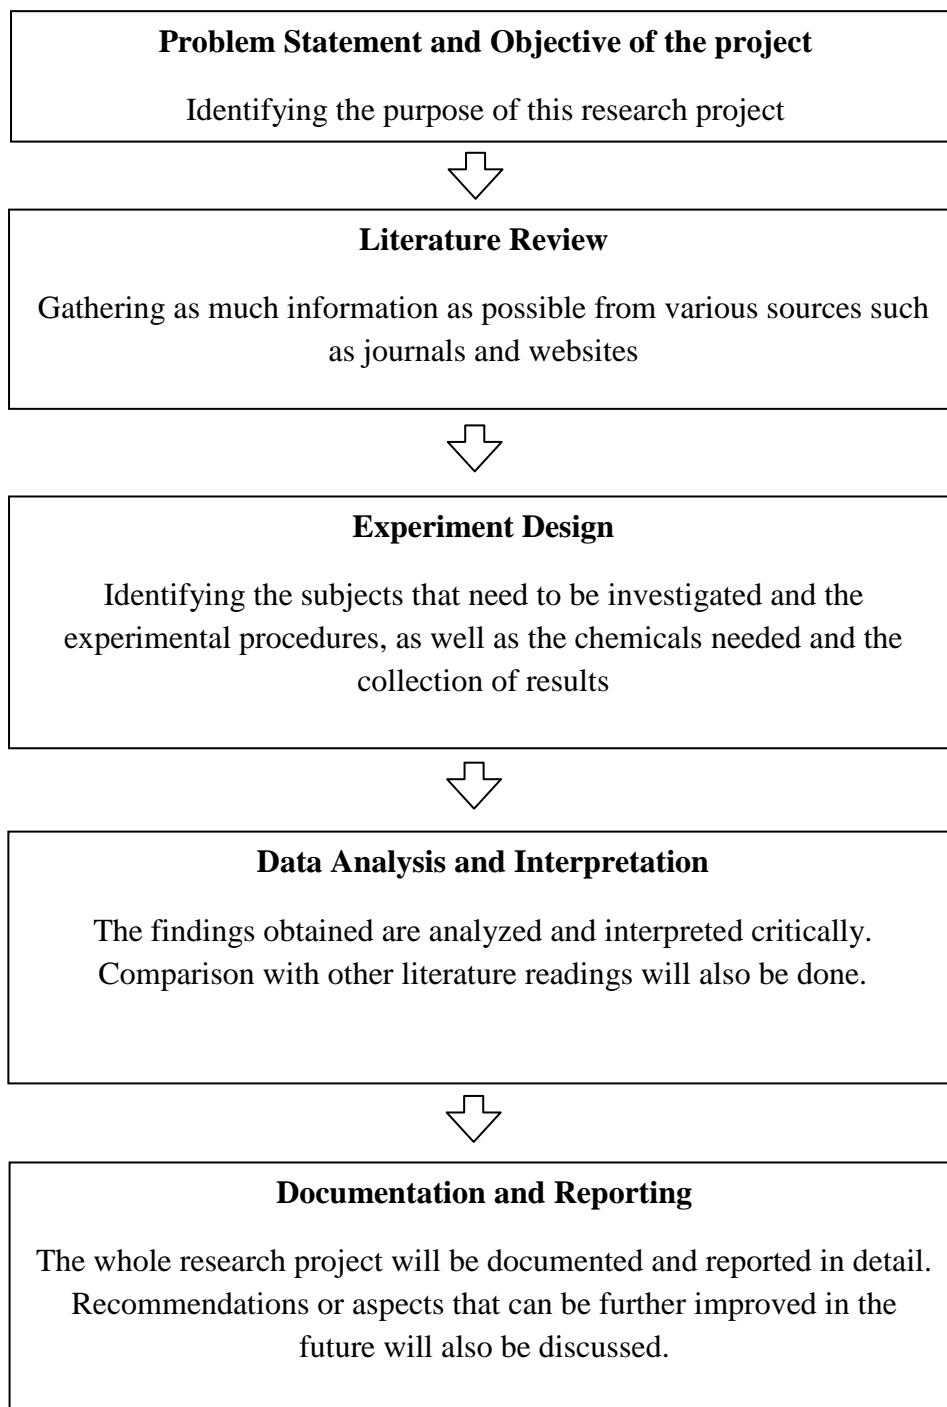 Problem Statement and Objective of the project
Identifying the purpose of this research project
Literature Review
Gathering as much information as possible from various sources such
as journals and websites
Experiment Design
Identifying the subjects that need to be investigated and the
experimental procedures, as well as the chemicals needed and the
collection of results
Data Analysis and Interpretation
The findings obtained are analyzed and interpreted critically.
Comparison with other literature readings will also be done.
Documentation and Reporting
The whole research project will be documented and reported in detail.
Recommendations or aspects that can be further improved in the
future will also be discussed.